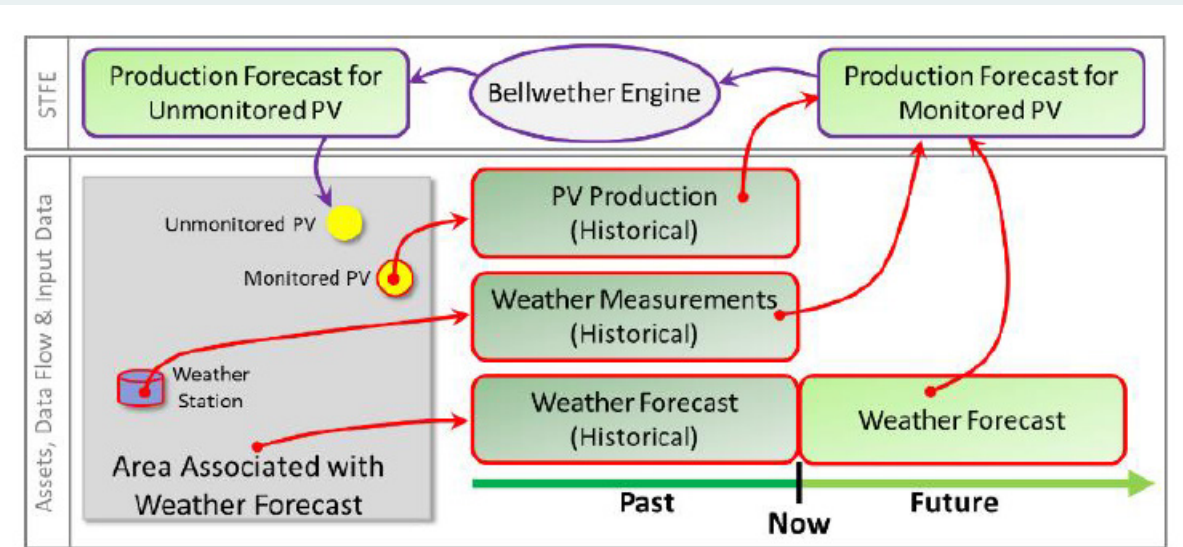 STFE
Production Forecast for
Unmonitored PV
Bellwether Engine
Production Forecast for
Monitored PV
Assets, Data Flow & Input Data
Unmonitored PV
Monitored PV
Weather
Station
Area Associated with
Weather Forecast
PV Production
(Historical)
Weather Measurements
(Historical)
Weather Forecast
(Historical)
Weather Forecast
Past
Now
Future